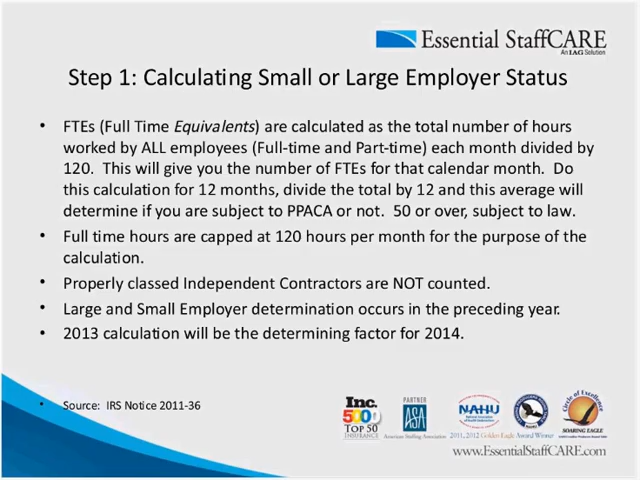 Essential StaffCARE
An IAG Solution
Step 1: Calculating Small or Large Employer Status
• FTEs (Full Time Equivalents) are calculated as the total number of hours
worked by ALL employees (Full-time and Part-time) each month divided by
120. This will give you the number of FTEs for that calendar month. Do
this calculation for 12 months, divide the total by 12 and this average will
determine if you are subject to PPACA or not. 50 or over, subject to law.
• Full time hours are capped at 120 hours per month for the purpose of the
calculation.
• Properly classed Independent Contractors are NOT counted.
• Large and Small Employer determination occurs in the preceding year.
• 2013 calculation will be the determining factor for 2014.
• Source: IRS Notice 2011-36
Inc.
500
TOP 50
INSURANCE
PARTNER
ASA
American Staffing Association
NAHU
2011, 2012 Golden Eagle Award Winner
Circle of Excellence
SOARING EAGLE
www.EssentialStaffCARE.com